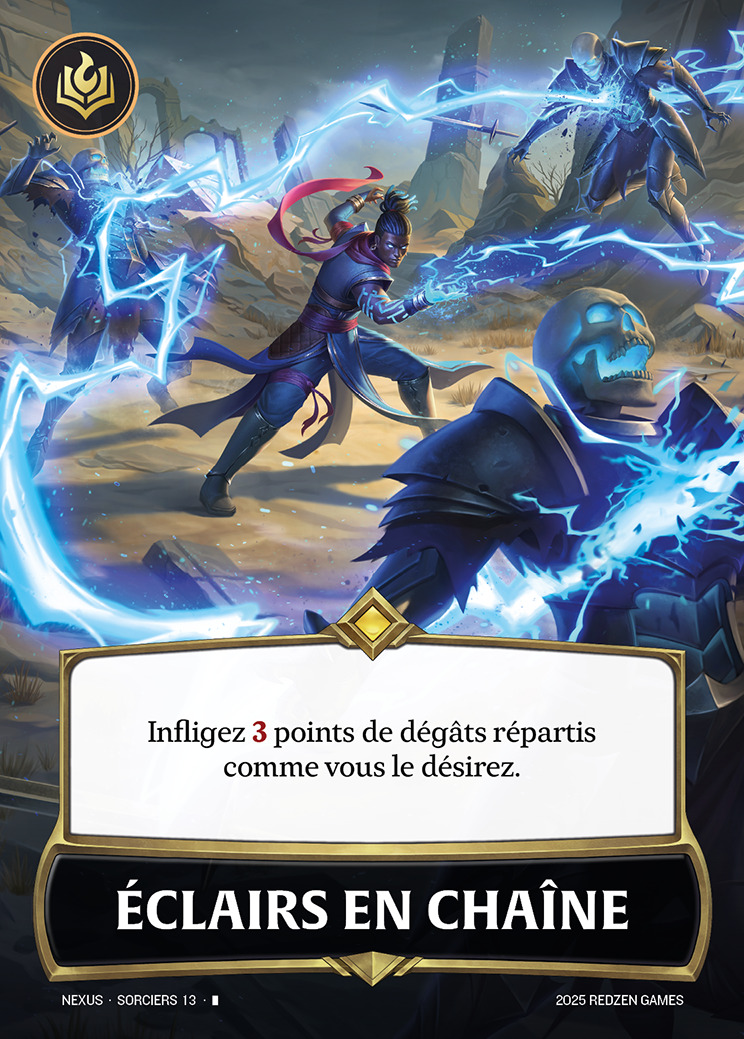 Infligez 3 points de dégâts répartis
comme vous le désirez.
ÉCLAIRS EN CHAÎNE
NEXUS · SORCIERS 13 ·
2025 REDZEN GAMES